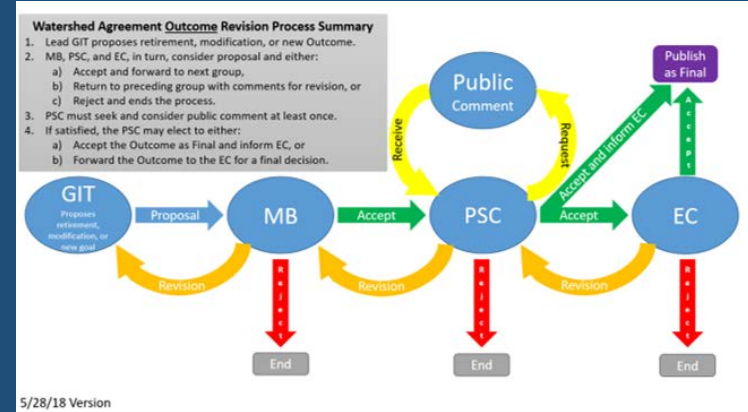 Watershed Agreement Outcome Revision Process Summary
1. Lead GIT proposes retirement, modification, or new Outcome.
2. MB, PSC, and EC, in turn, consider proposal and either:
a) Accept and forward to next group,
b) Return to preceding group with comments for revision, or
c) Reject and ends the process.
3. PSC must seek and consider public comment at least once.
4. If satisfied, the PSC may elect to either:
a) Accept the Outcome as Final and inform EC, or
b) Forward the Outcome to the EC for a final decision.
Publish
as Final
Public
Comment
Receive
Request
Accept and inform EC
Accept
GIT
Proposes
retirement,
modification, or
new goal
Proposal
MB
Accept
PSC
Accept
EC
Revision
Revision
Revision
Reject
Reject
Reject
End
End
End
5/28/18 Version